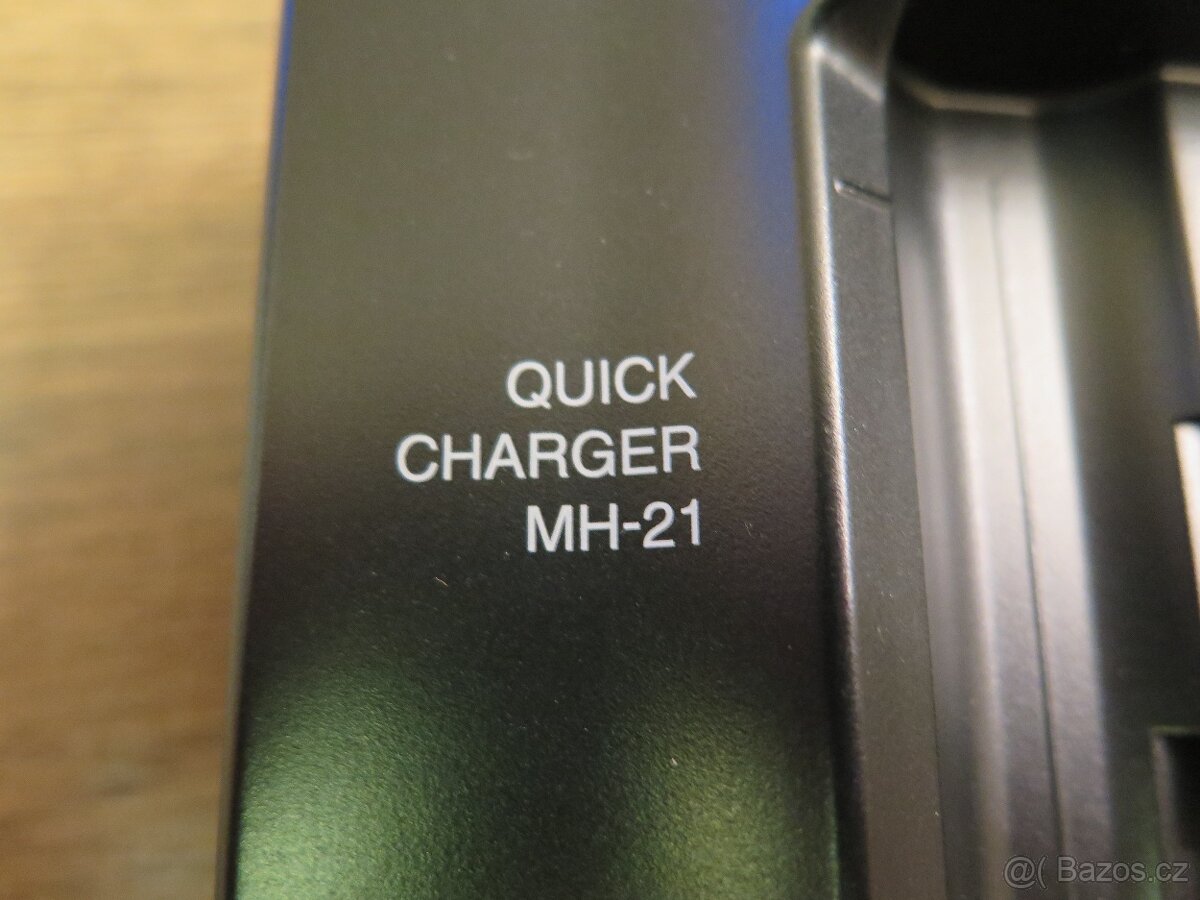 QUICK
CHARGER
MH-21
@( Bazos.cz